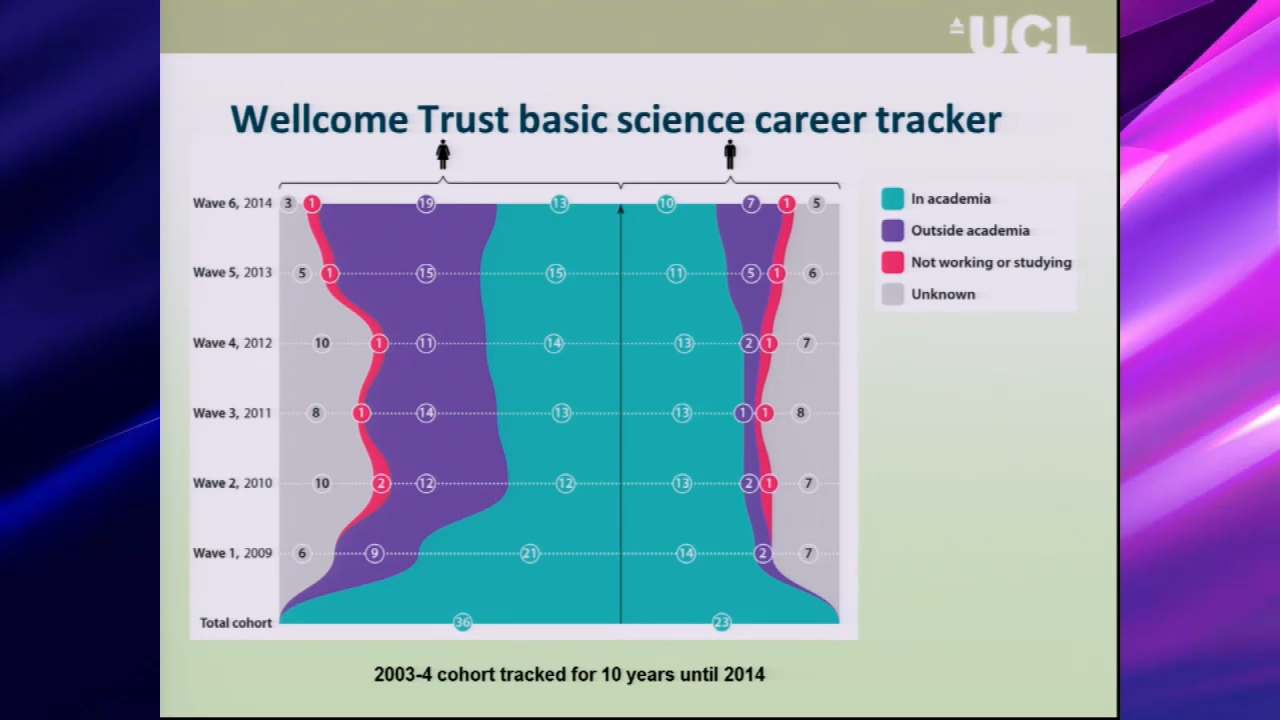 UCL
Wellcome Trust basic science career tracker
Wave 6, 2014 3 1 19 13 10 7 1 5
Wave 5, 2013 5 1 15 15 11 5 1 6
Wave 4, 2012 10 1 11 14 13 2 1 7
Wave 3, 2011 8 1 14 13 13 1 1 8
Wave 2, 2010 10 2 12 12 13 2 1 7
Wave 1, 2009 6 9 21 14 2 7
Total cohort 36 23
In academia
Outside academia
Not working or studying
Unknown
2003-4 cohort tracked for 10 years until 2014